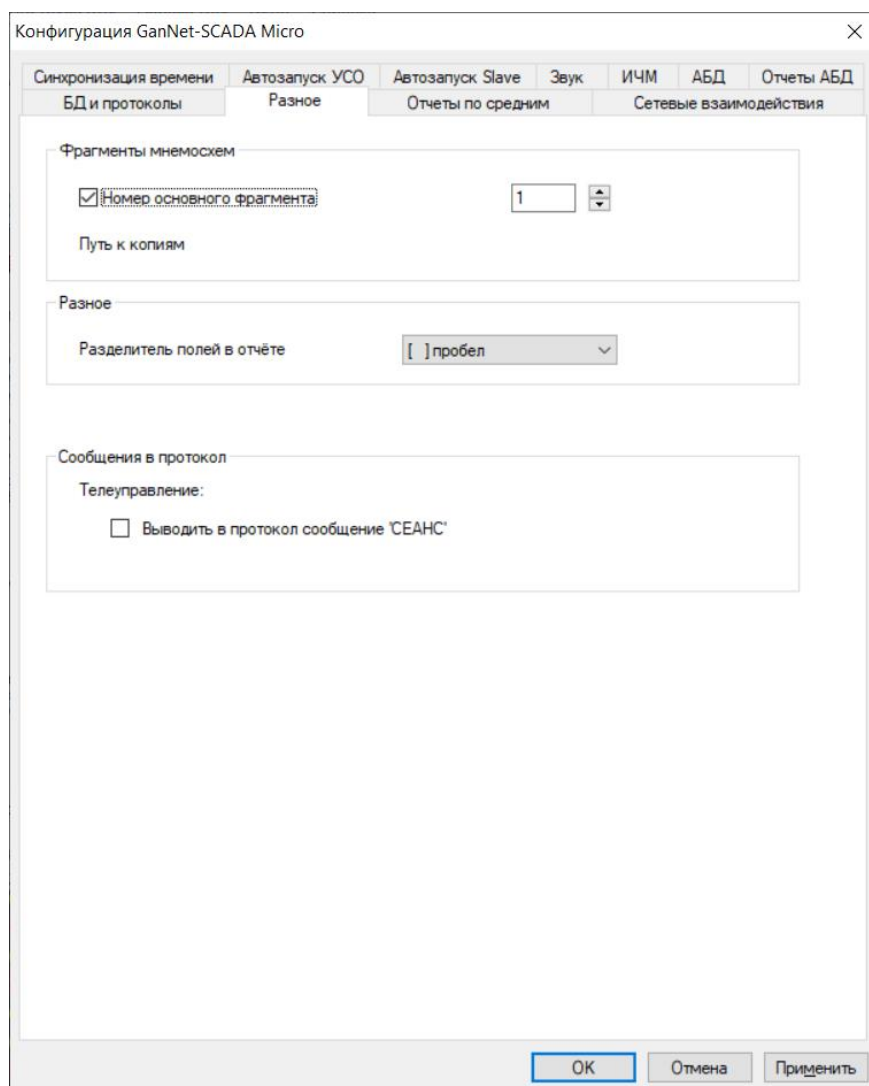 Конфигурация GanNet-SCADA Micro
Синхронизация времени Автозапуск УСО Автозапуск Slave Звук ИЧМ АБД Отчеты АБД
БД и протоколы Разное Отчеты по средним Сетевые взаимодействия
Фрагменты мнемосхем
Номер основного фрагмента 1
Путь к копиям
Разное
Разделитель полей в отчёте [ ] пробел
Сообщения в протокол
Телеуправление:
Выводить в протокол сообщение 'СЕАНС'
ОК Отмена Применить